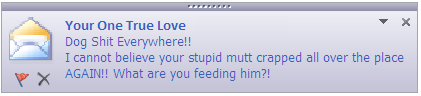 Your One True Love
Dog Shit Everywhere!!
I cannot believe your stupid mutt crapped all over the place
AGAIN!! What are you feeding him?!